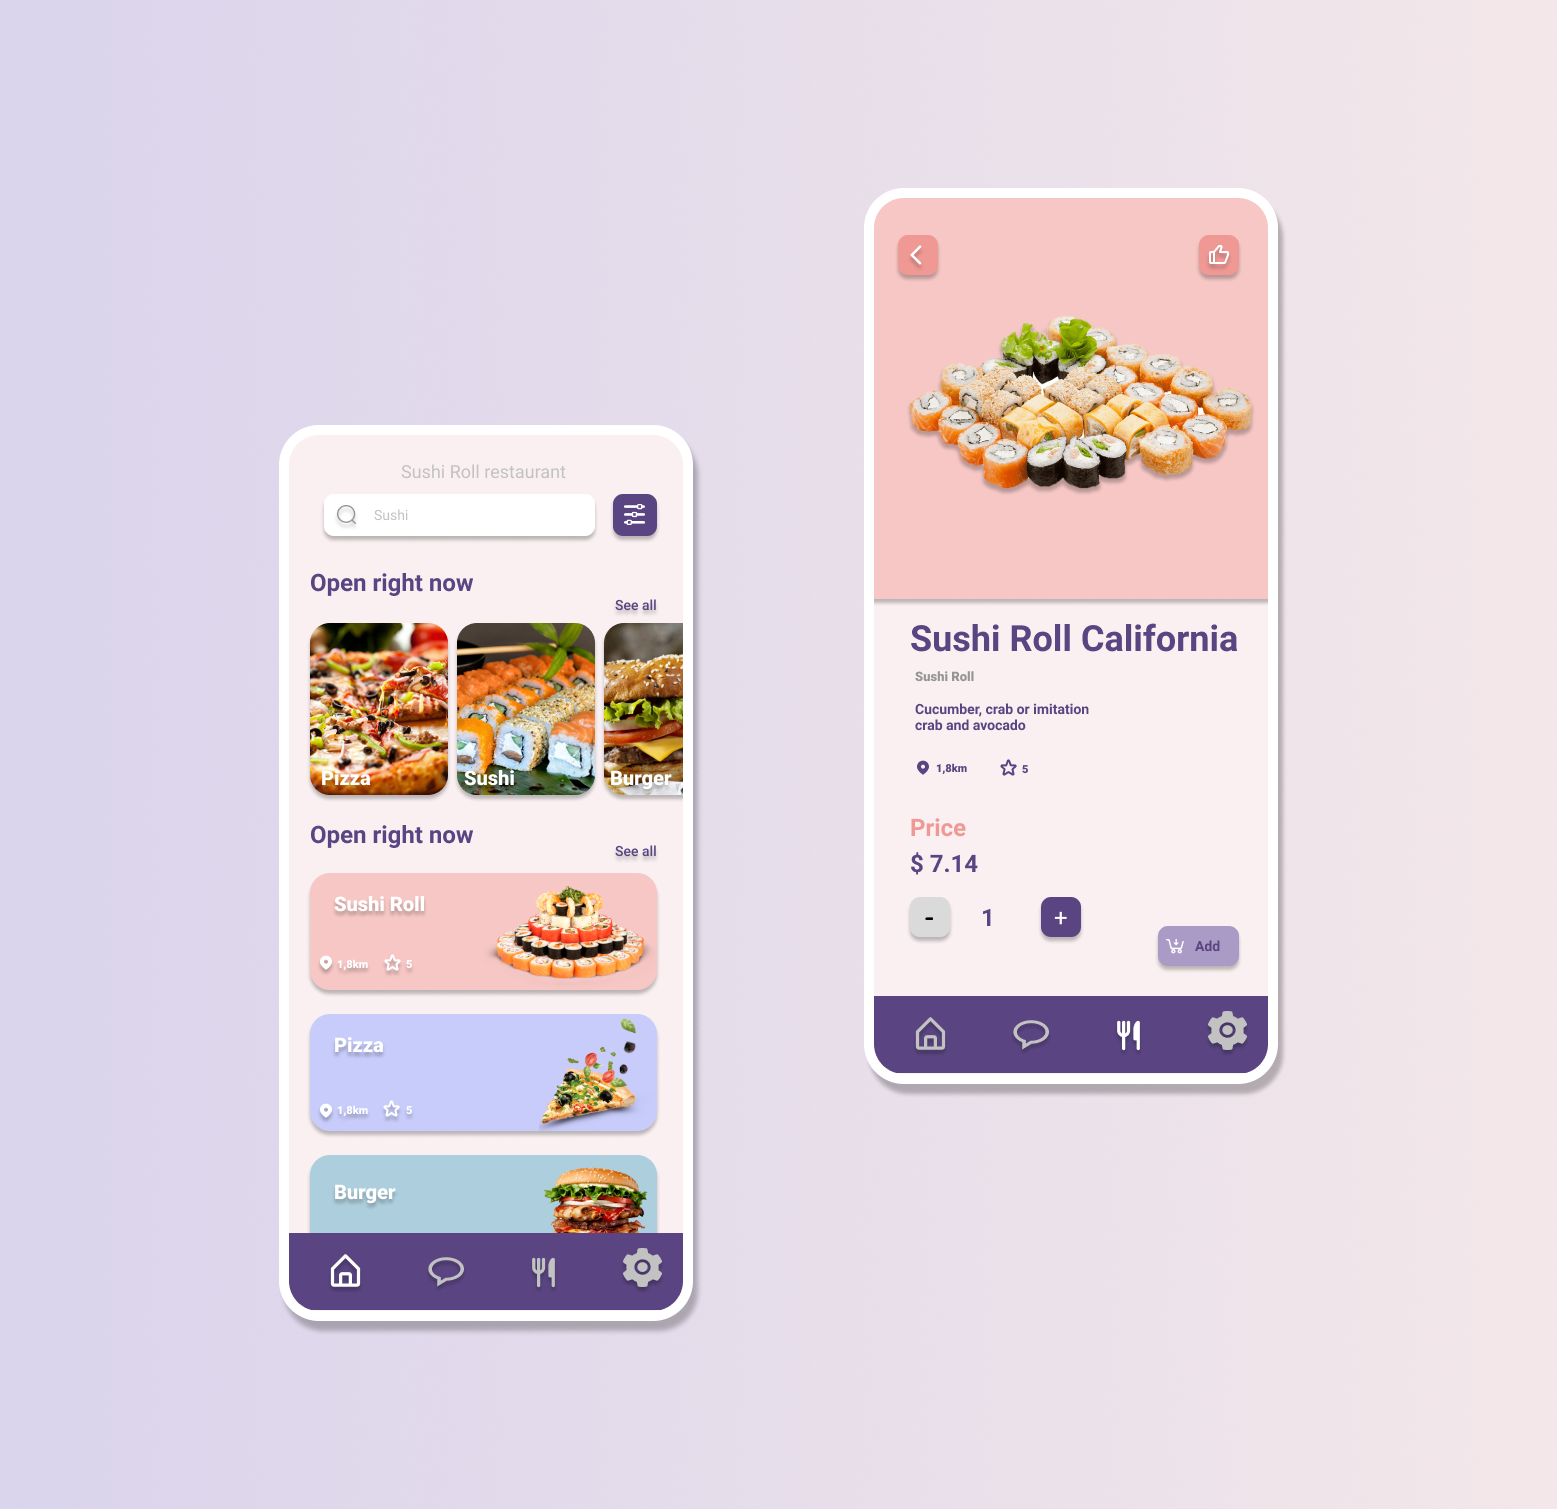 Sushi Roll restaurant
Sushi
Open right now
See all
Pizza
Sushi
Burger
Open right now
See all
Sushi Roll
1,8km
5
Pizza
1,8km
5
Burger
Sushi Roll California
Sushi Roll
Cucumber, crab or imitation
crab and avocado
1,8km
5
Price
$ 7.14
- 1 +
Add